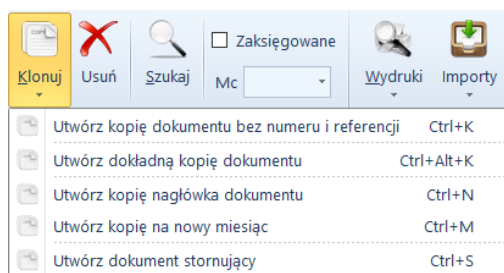 COPY
Klonuj
Usuń
Szukaj
Zaksięgowane
Mc
Wydruki
Importy
Utwórz kopię dokumentu bez numeru i referencji Ctrl+K
Utwórz dokładną kopię dokumentu Ctrl+Alt+K
Utwórz kopię nagłówka dokumentu Ctrl+N
Utwórz kopię na nowy miesiąc Ctrl+M
Utwórz dokument stornujący Ctrl+S